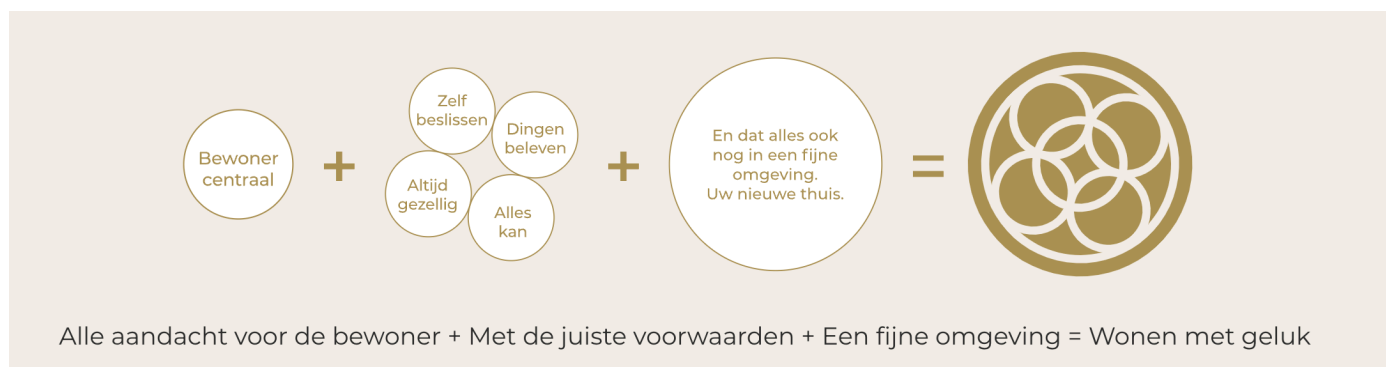 Bewoner
centraal
+
Zelf
beslissen
Dingen
beleven
Altijd
gezellig
Alles
kan
+
En dat alles ook
nog in een fijne
omgeving.
Uw nieuwe thuis.
=
Alle aandacht voor de bewoner + Met de juiste voorwaarden + Een fijne omgeving = Wonen met geluk